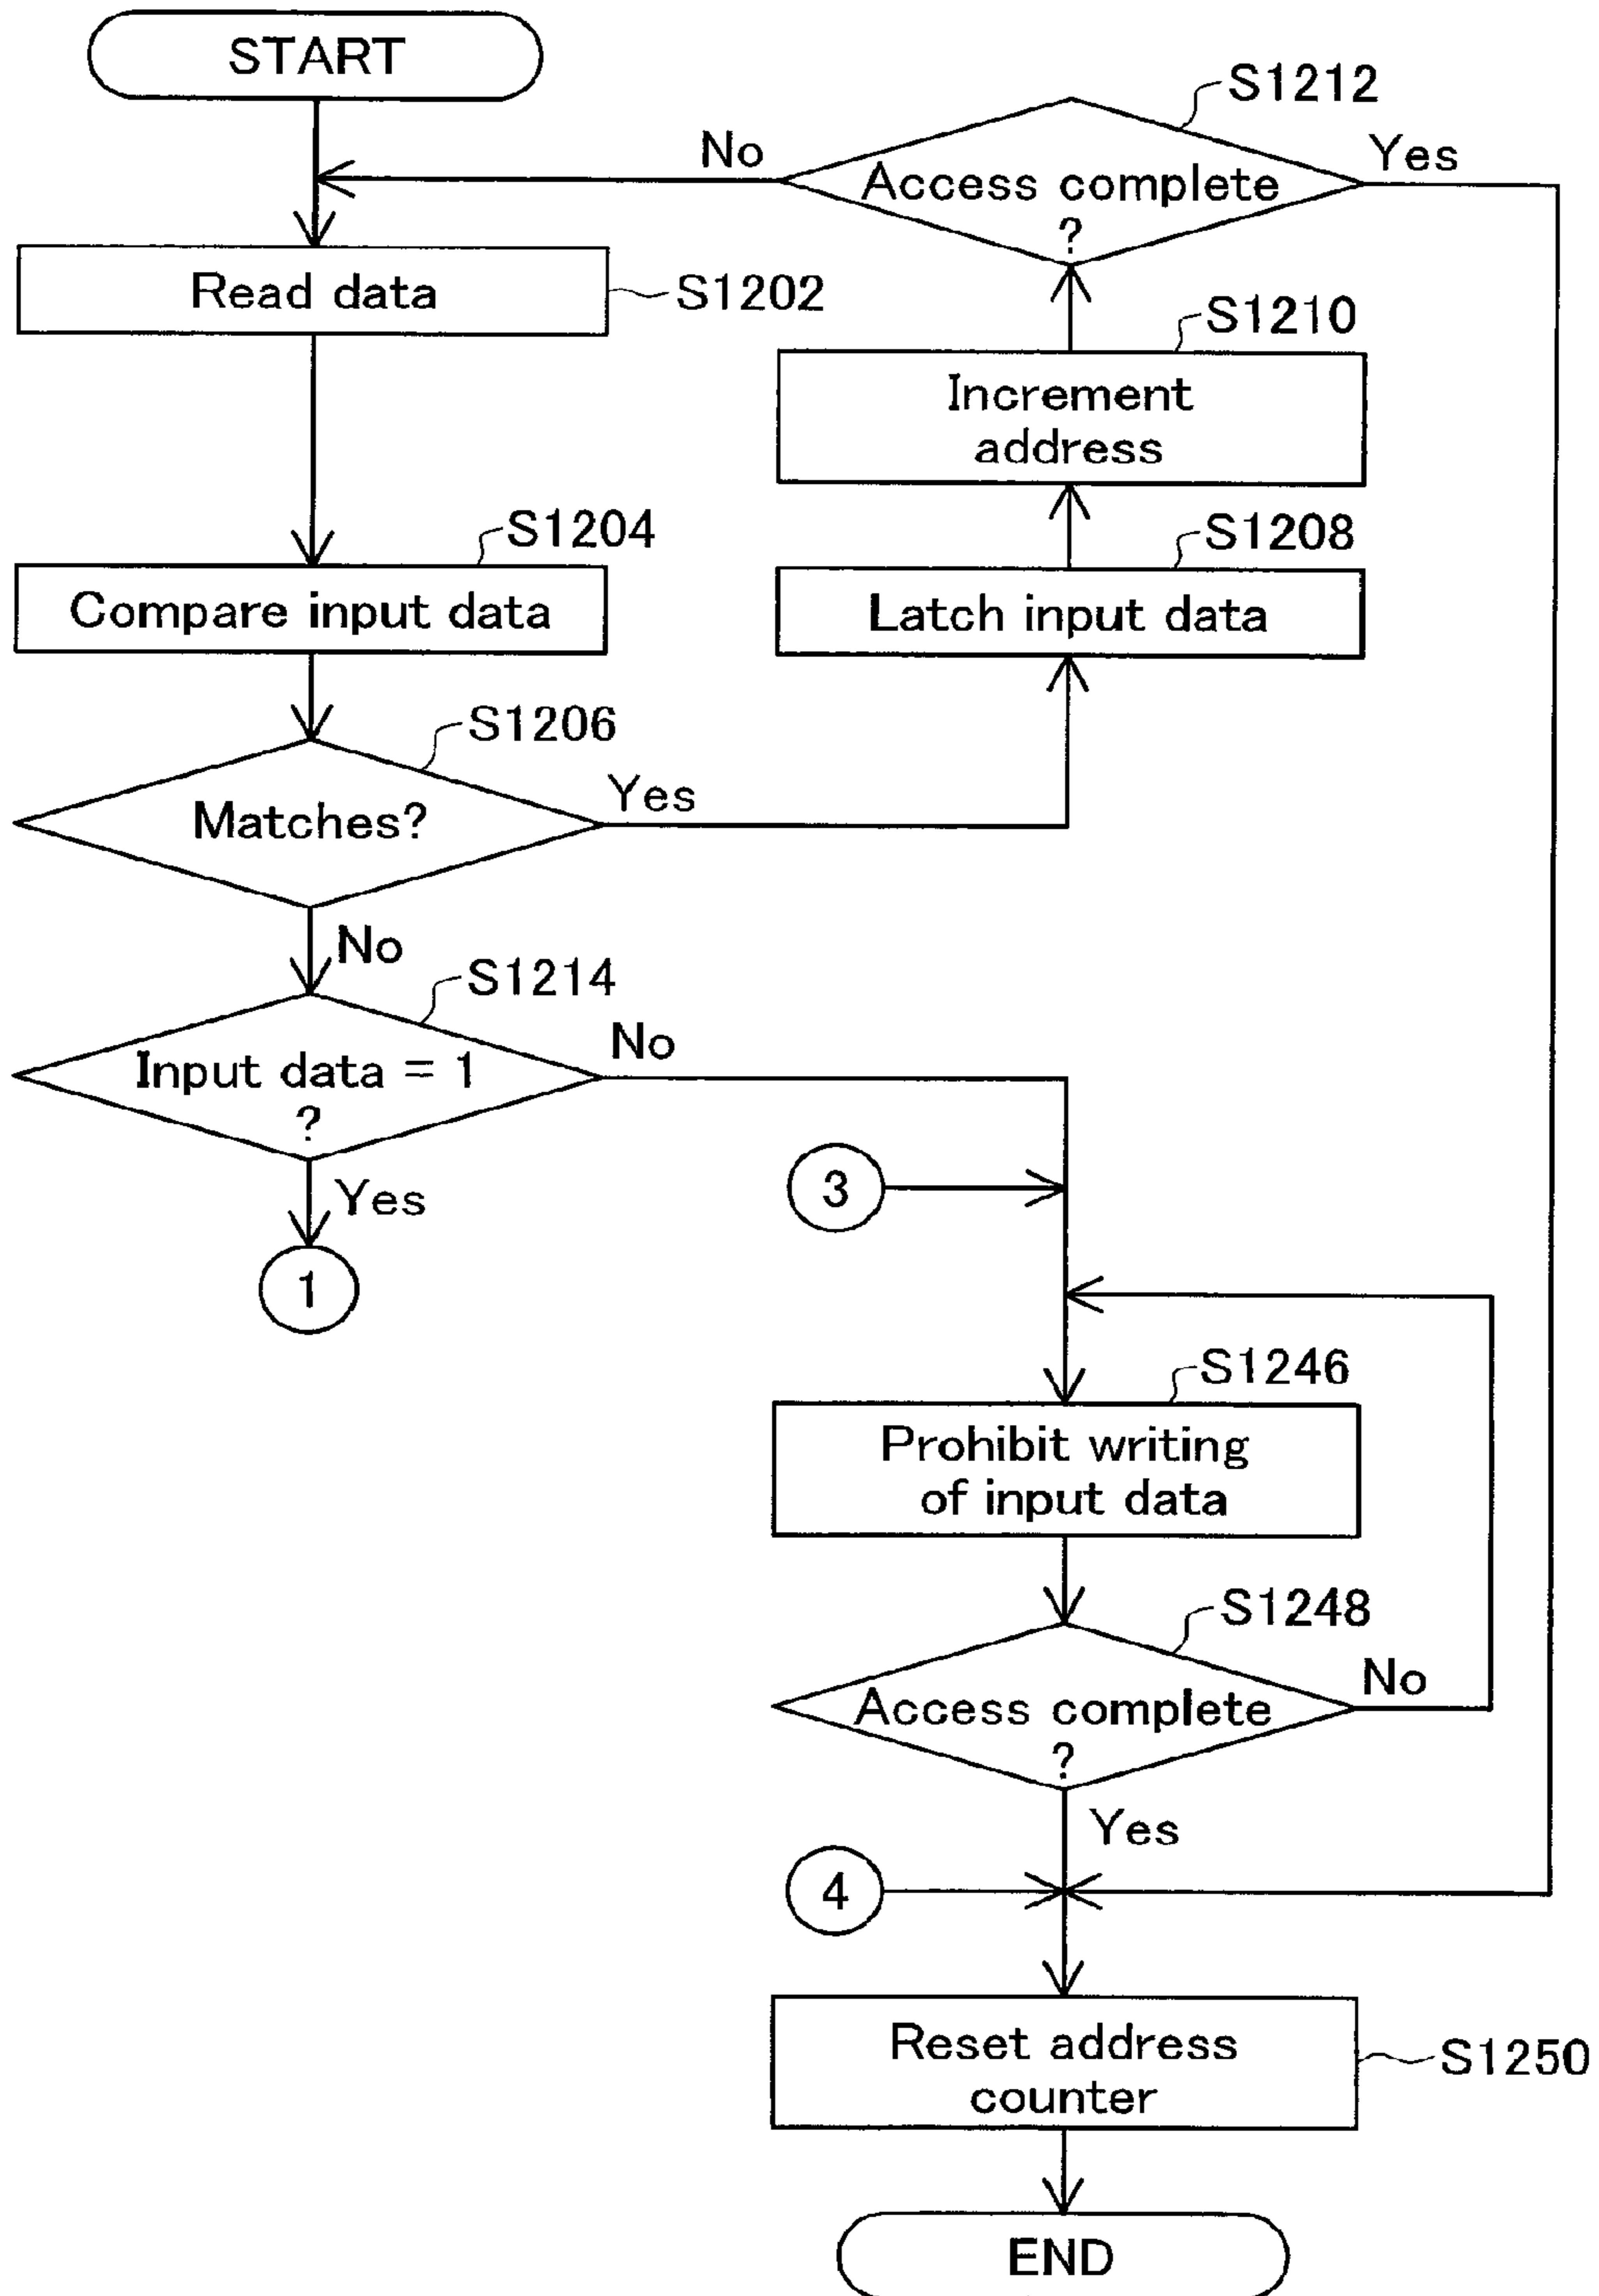 START
S1212
No
Yes
Access complete
?
Read data
S1202
S1210
Increment
address
S1204
S1208
Compare input data
Latch input data
S1206
Matches?
Yes
No
S1214
No
Input data = 1
?
3
Yes
1
S1246
Prohibit writing
of input data
S1248
No
Access complete
?
Yes
4
Reset address
counter
S1250
END